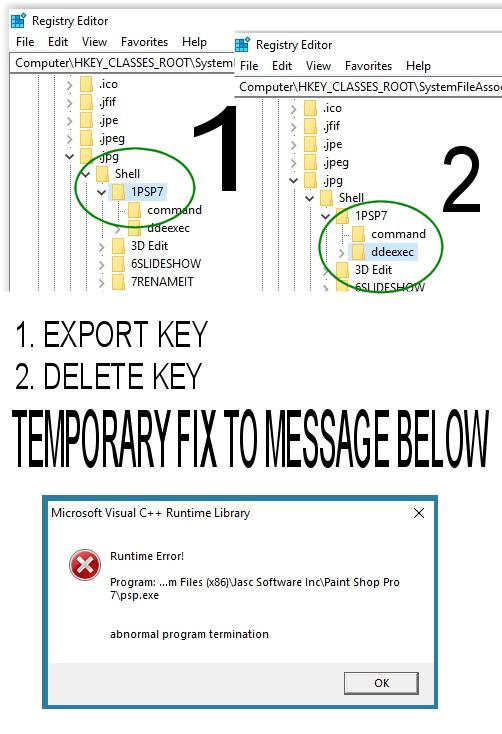 Registry Editor
File Edit View Favorites Help
Computer\HKEY_CLASSES_ROOT\System
.ico
.jfif
.jpe
.jpeg
.jpg
Shell
1PSP7
command
ddeexec
3D Edit
6SLIDESHOW
7RENAMEIT
1
Registry Editor
File Edit View Favorites Help
Computer\HKEY_CLASSES_ROOT\SystemFileAssoc
.ico
.jfif
.jpe
.jpeg
.jpg
Shell
1PSP7
command
ddeexec
3D Edit
6SLIDESHOW
2
1. EXPORT KEY
2. DELETE KEY
TEMPORARY FIX TO MESSAGE BELOW
Microsoft Visual C++ Runtime Library
Runtime Error!
Program: ...m Files (x86)\Jasc Software Inc\Paint Shop Pro
7\psp.exe
abnormal program termination
OK